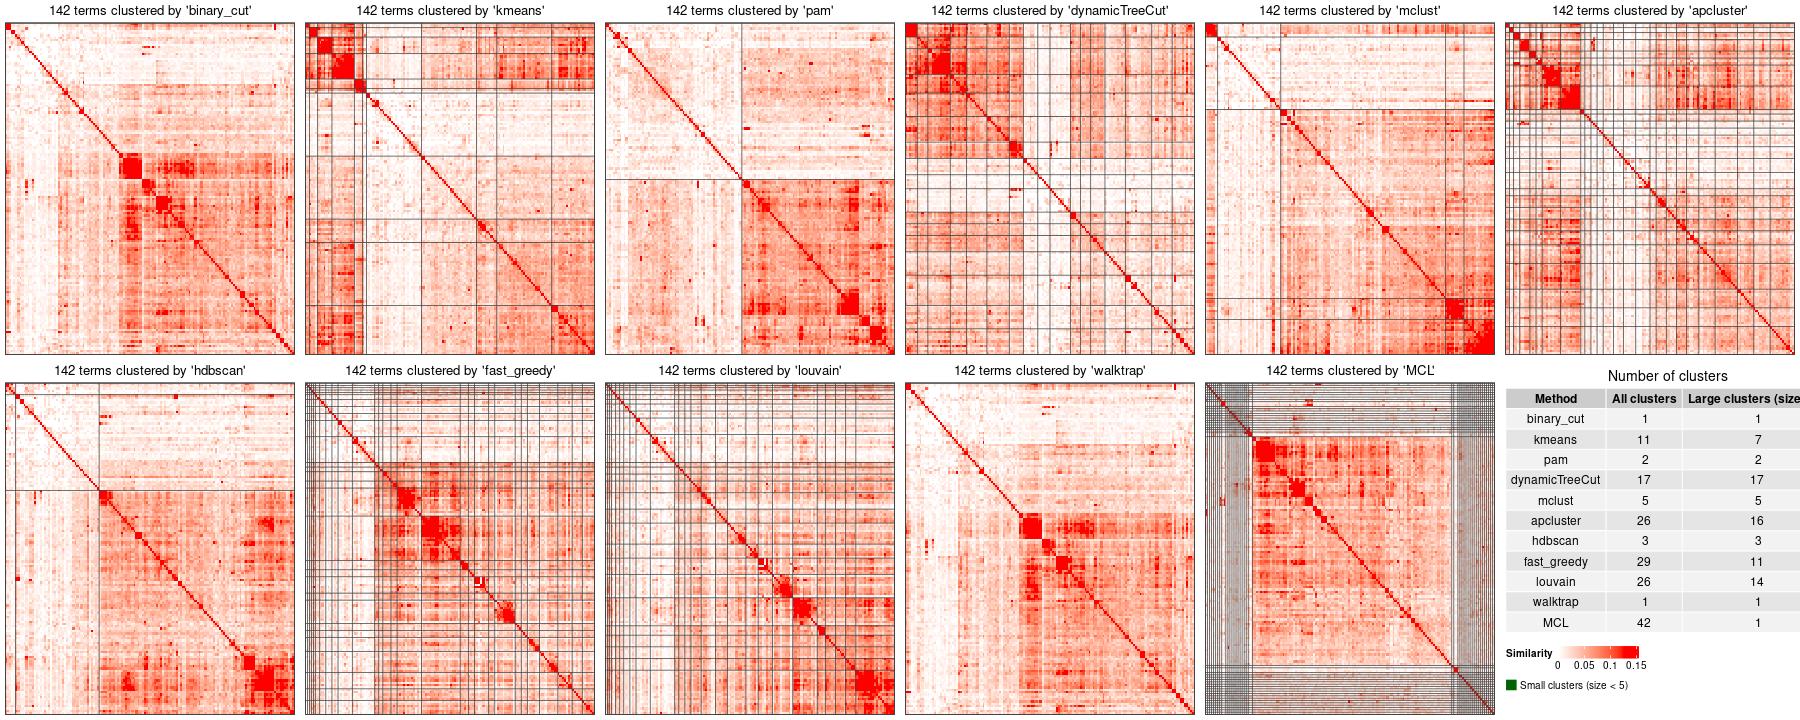 142 terms clustered by 'binary_cut'
142 terms clustered by 'kmeans'
142 terms clustered by 'pam'
142 terms clustered by 'dynamicTreeCut'
142 terms clustered by 'mclust'
142 terms clustered by 'apcluster'
142 terms clustered by 'hdbscan'
142 terms clustered by 'fast_greedy'
142 terms clustered by 'louvain'
142 terms clustered by 'walktrap'
142 terms clustered by 'MCL'
Number of clusters
Method All clusters Large clusters (size
binary_cut 1 1
kmeans 11 7
pam 2 2
dynamicTreeCut 17 17
mclust 5 5
apcluster 26 16
hdbscan 3 3
fast_greedy 29 11
louvain 26 14
walktrap 1 1
MCL 42 1
Similarity
0 0.05 0.1 0.15
Small clusters (size < 5)